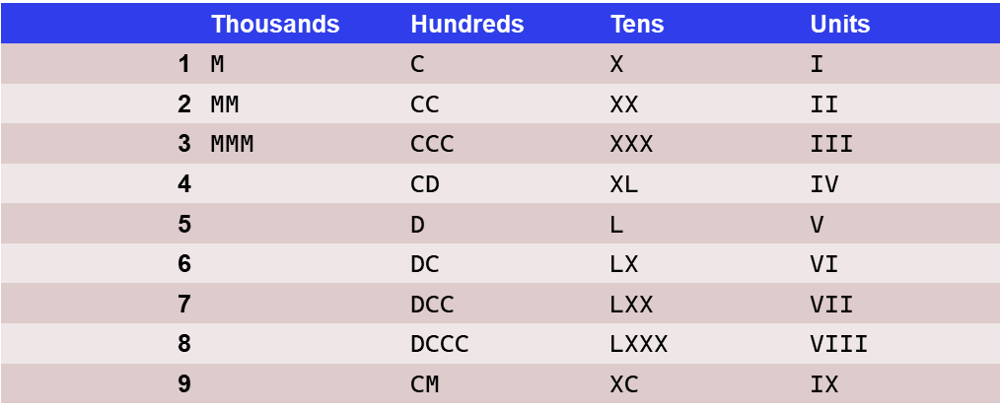 Thousands Hundreds Tens Units
1 M C X I
2 MM CC XX II
3 MMM CCC XXX III
4 CD XL IV
5 D L V
6 DC LX VI
7 DCC LXX VII
8 DCCC LXXX VIII
9 CM XC IX